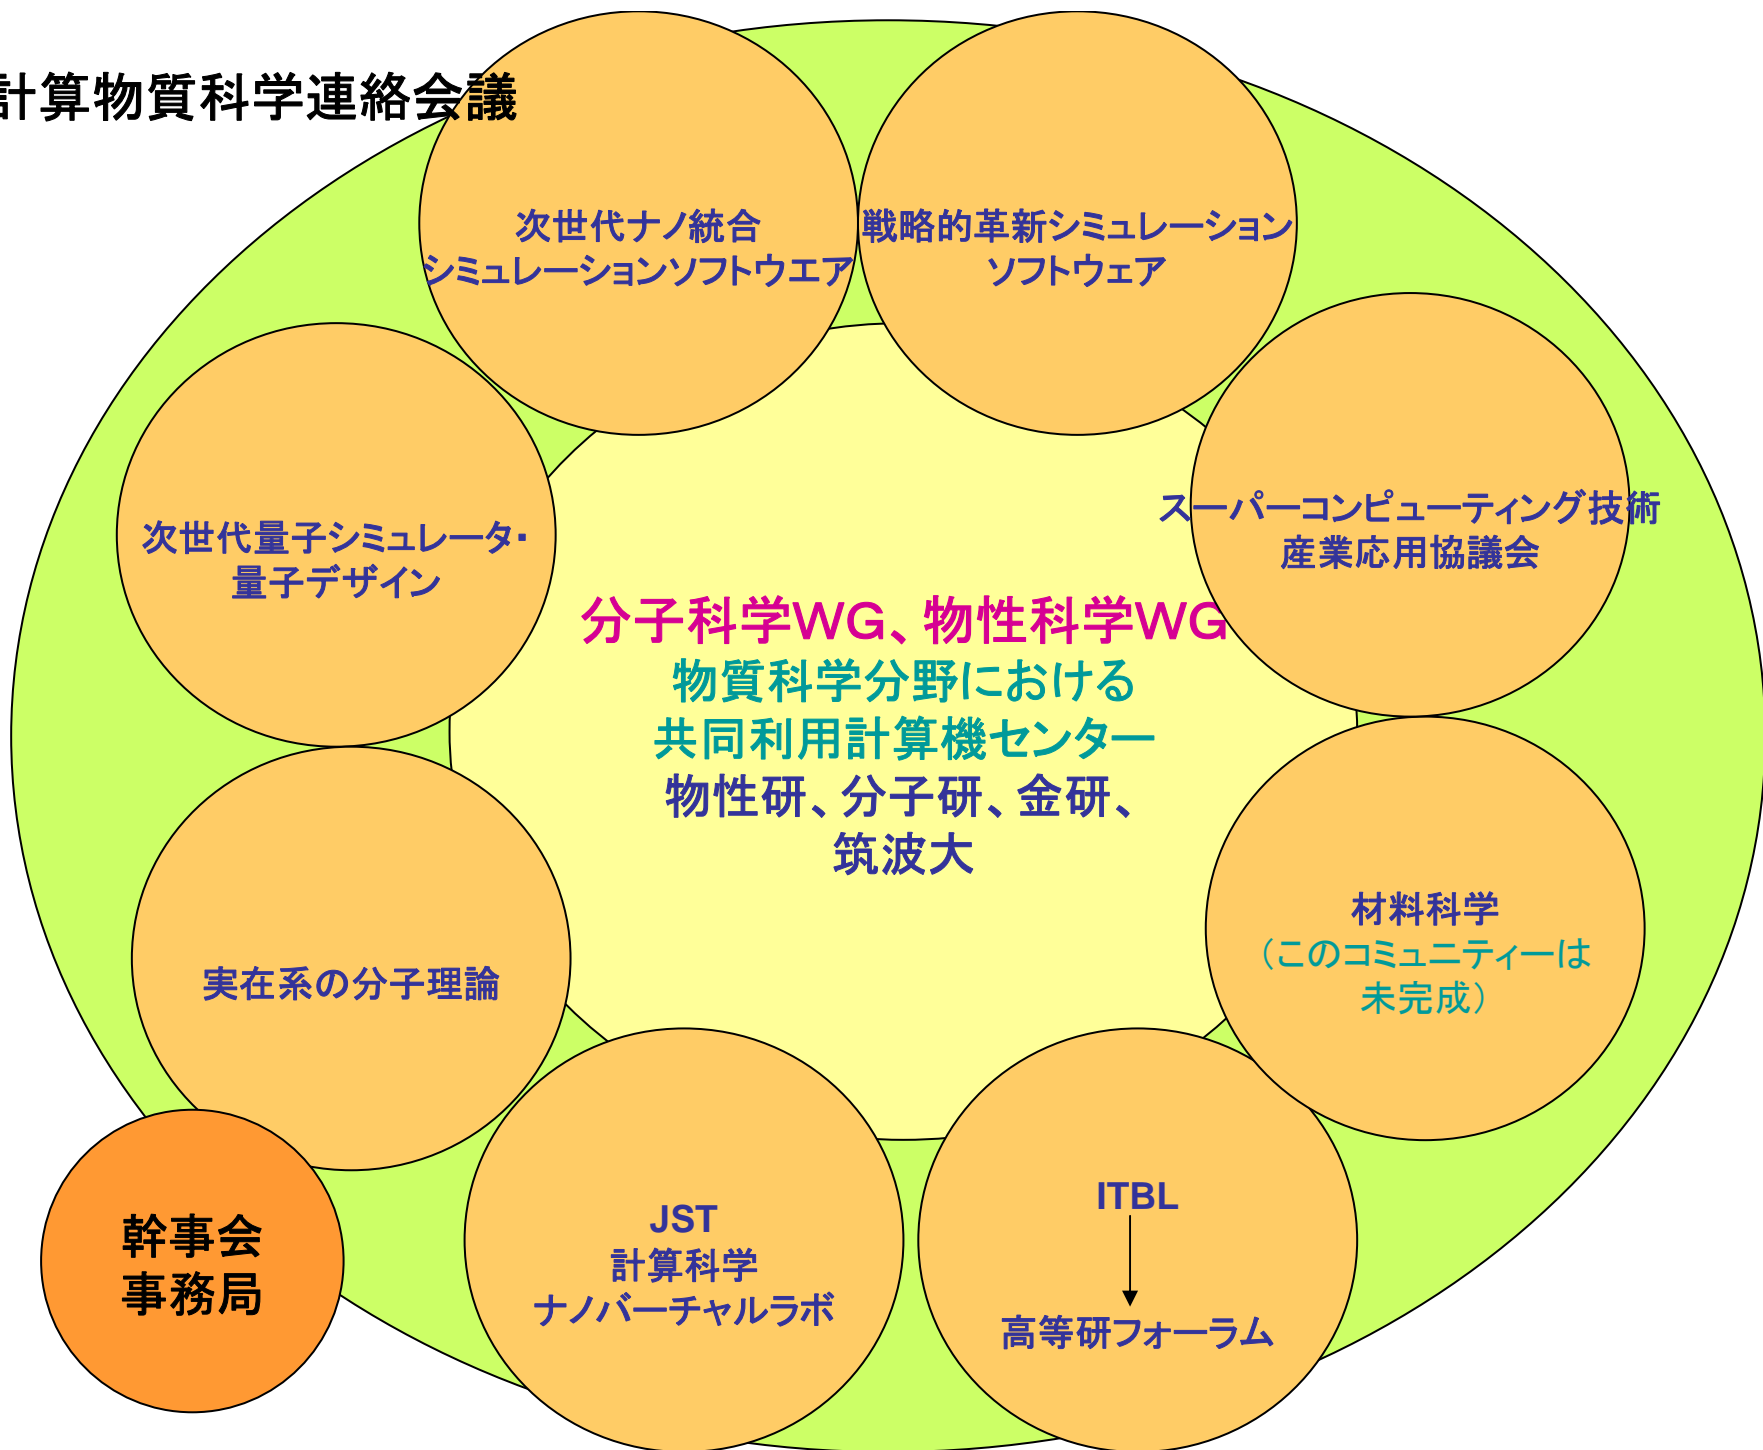 計算物質科学連絡会議
次世代ナノ統合
シミュレーションソフトウエア
戦略的革新シミュレーション
ソフトウェア
次世代量子シミュレータ・
量子デザイン
スーパーコンピューティング技術
産業応用協議会
分子科学WG、物性科学WG
物質科学分野における
共同利用計算機センター
物性研、分子研、金研、
筑波大
材料科学
（このコミュニティーは
未完成）
実在系の分子理論
JST
計算科学
ナノバーチャルラボ
ITBL
高等研フォーラム
幹事会
事務局